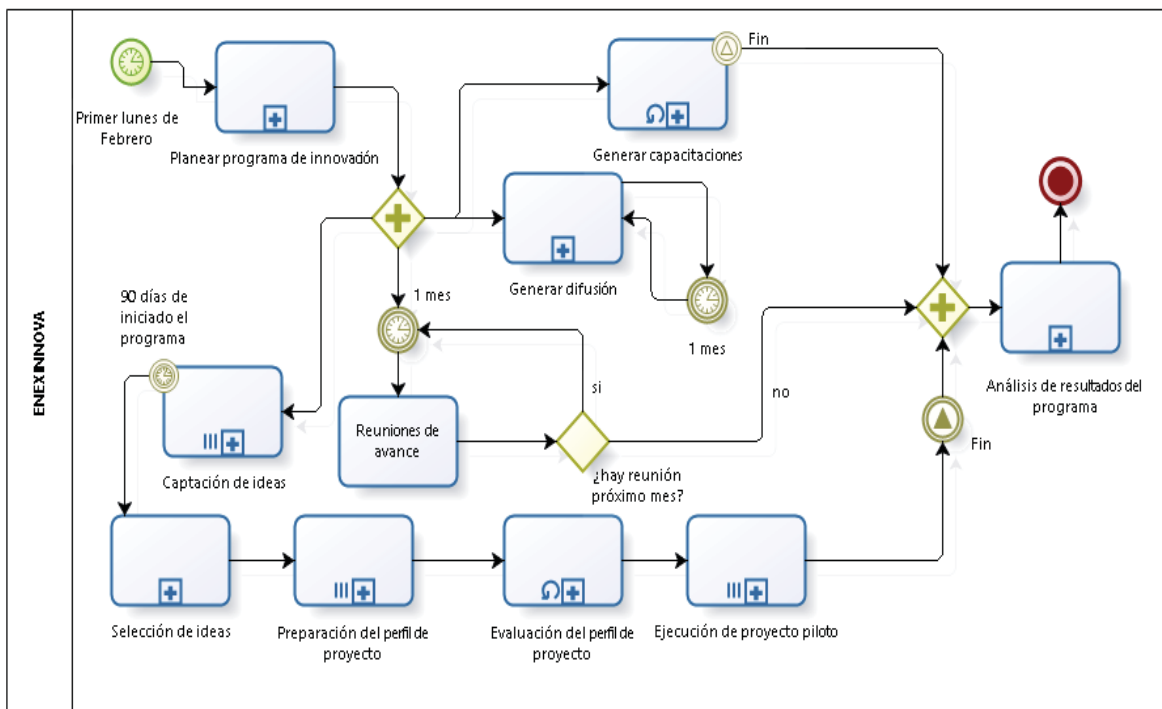 ENEXINNOVA
Primer lunes de
Febrero
Planear programa de innovación
Fin
Generar capacitaciones
Generar difusión
1 mes
1 mes
90 días de
iniciado el
programa
Captación de ideas
Reuniones de
avance
si
no
¿hay reunión
próximo mes?
Fin
Análisis de resultados del
programa
Selección de ideas
Preparación del perfil de
proyecto
Evaluación del perfil de
proyecto
Ejecución de proyecto piloto